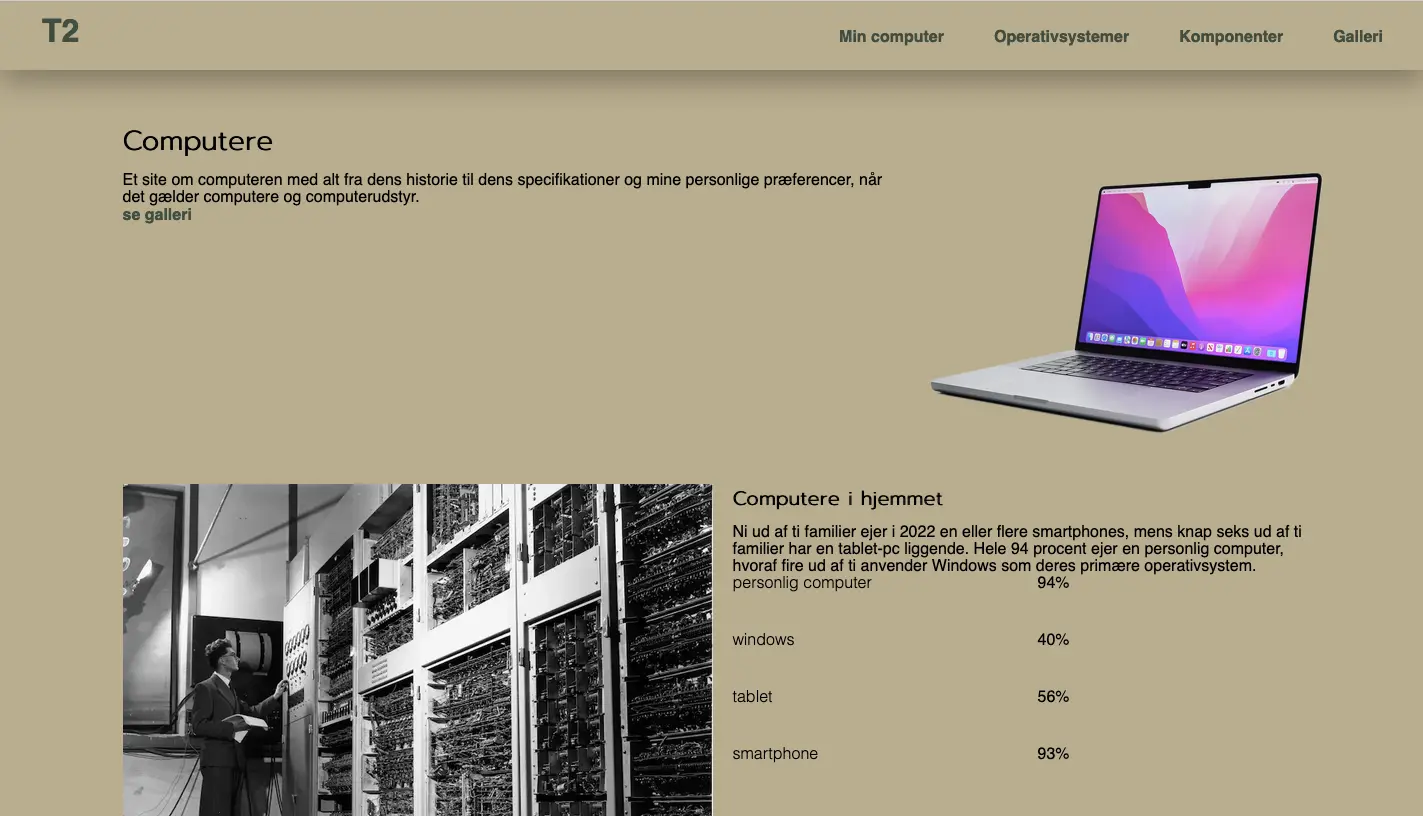 T2
Min computer
Operativsystemer
Komponenter
Galleri
Computere
Et site om computeren med alt fra dens historie til dens specifikationer og mine personlige præferencer, når
det gælder computere og computerudstyr.
se galleri
Computere i hjemmet
Ni ud af ti familier ejer i 2022 en eller flere smartphones, mens knap seks ud af ti
familier har en tablet-pc liggende. Hele 94 procent ejer en personlig computer,
hvoraf fire ud af ti anvender Windows som deres primære operativsystem.
personlig computer 94%
windows 40%
tablet 56%
smartphone 93%